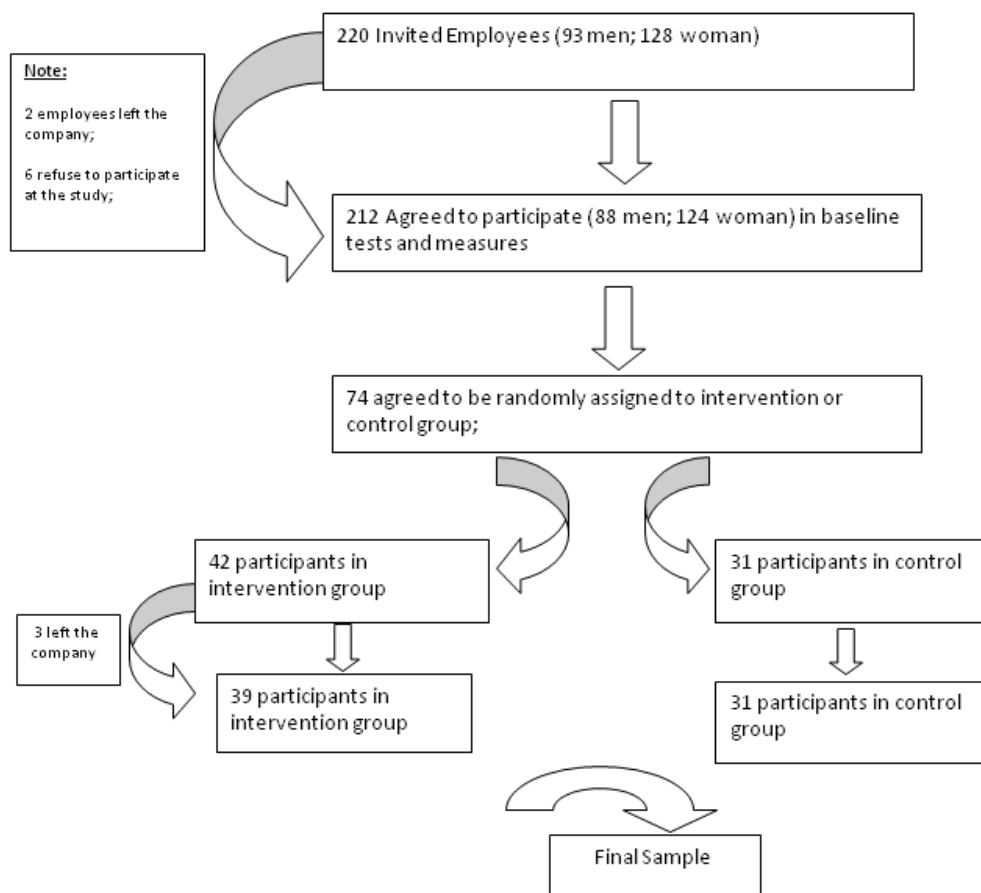 220 Invited Employees (93 men; 128 woman)
Note:
2 employees left the
company;
6 refuse to participate
at the study;
212 Agreed to participate (88 men; 124 woman) in baseline
tests and measures
74 agreed to be randomly assigned to intervention or
control group;
42 participants in
intervention group
31 participants in control
group
3 left the
company
39 participants in
intervention group
31 participants in control
group
Final Sample